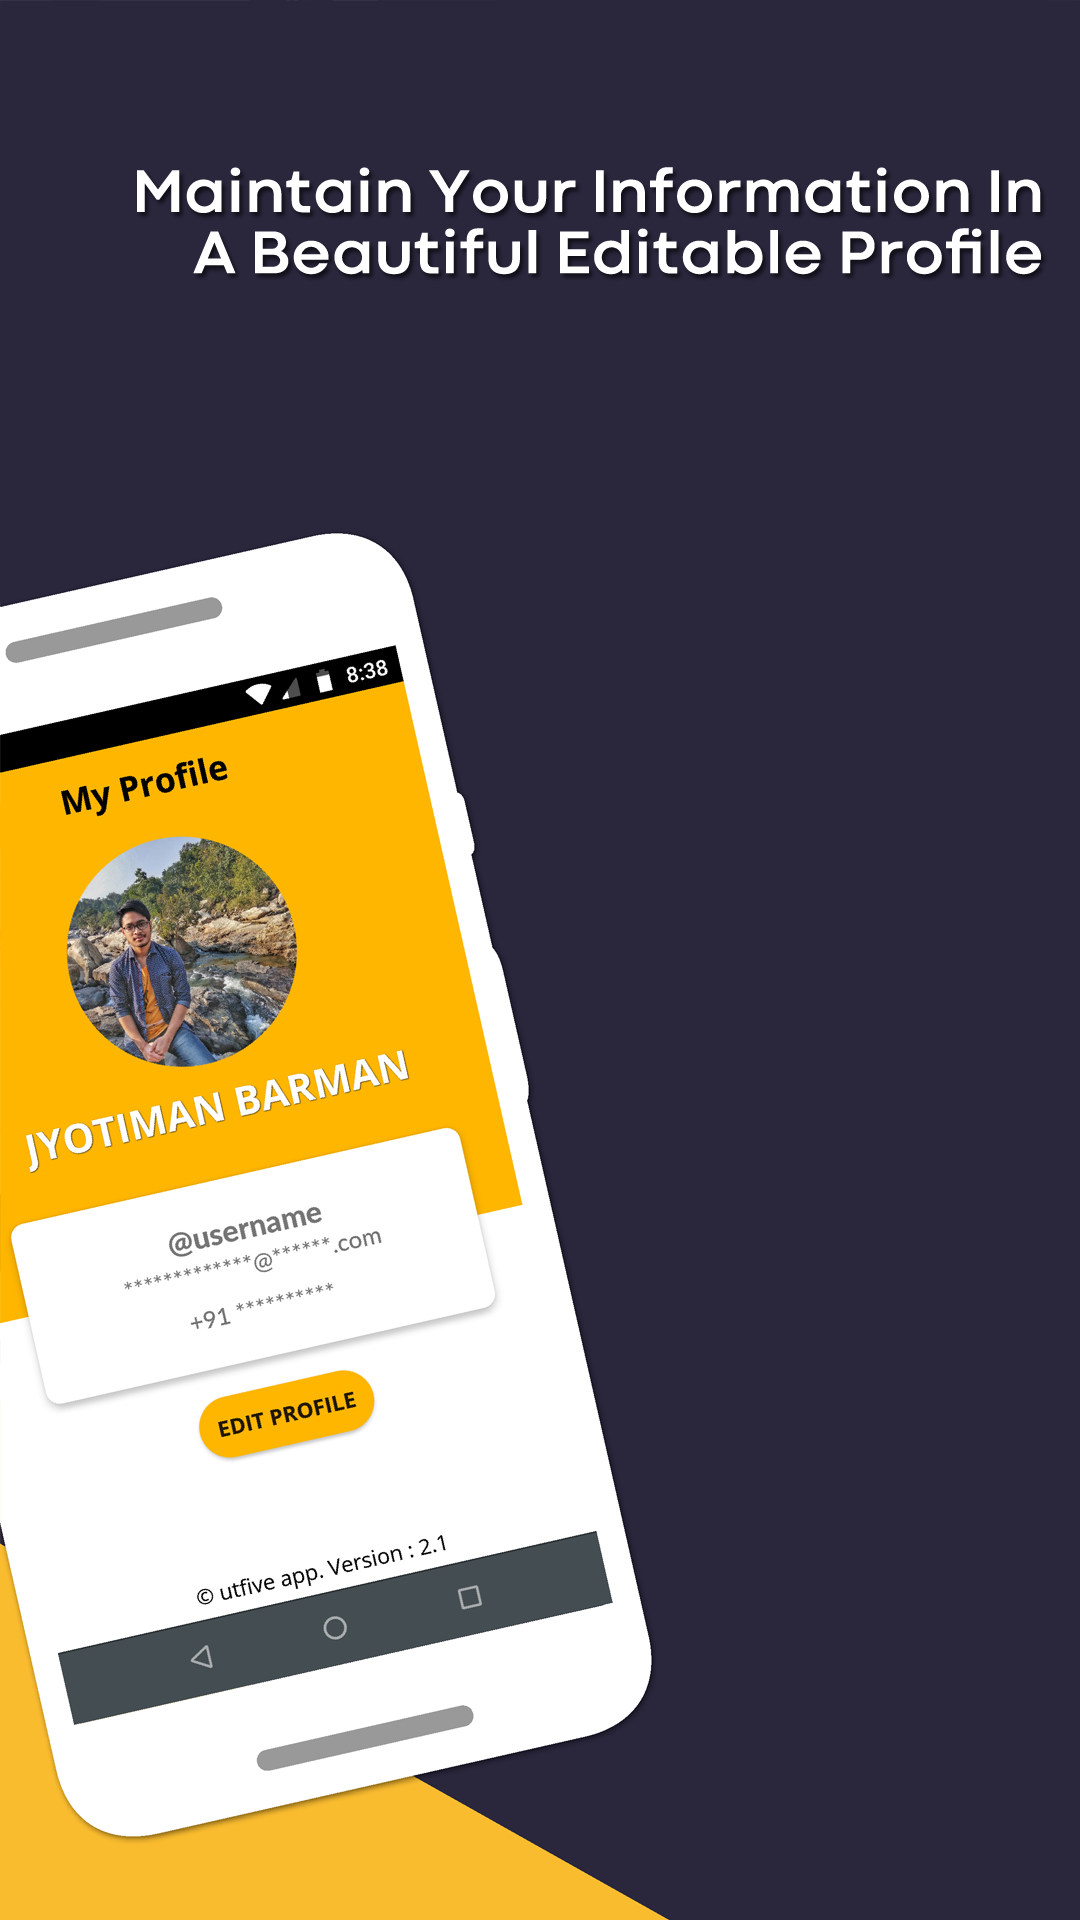 Maintain Your Information In
A Beautiful Editable Profile
8:38
My Profile
JYOTIMAN BARMAN
@username
*************@******.com
+91 **********
EDIT PROFILE
© utfive app. Version : 2.1